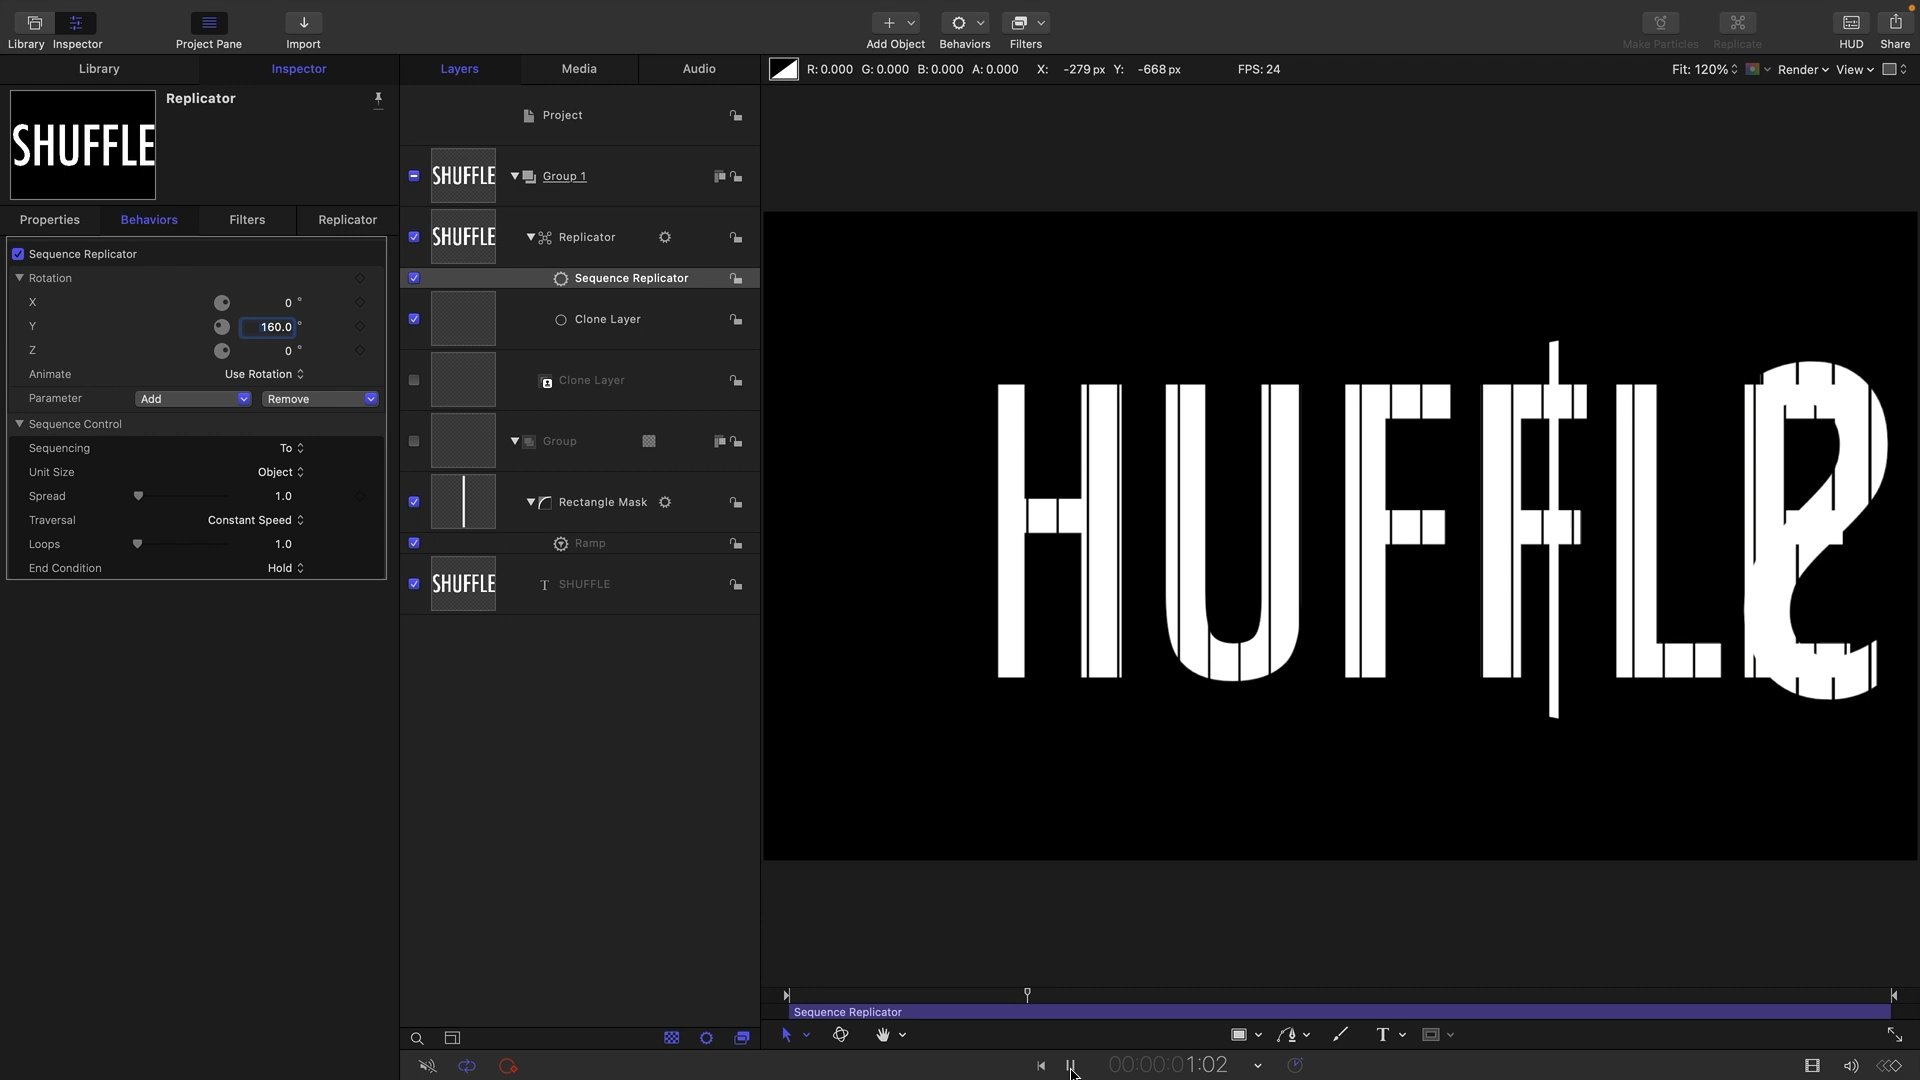 Library Inspector Project Pane Import Add Object Behaviors Filters Make Particles Replicate HUD Share
Library Inspector Layers Media Audio R: 0.000 G: 0.000 B: 0.000 A: 0.000 X: -279 px Y: -668 px FPS: 24 Fit: 120% Render View
SHUFFLE Replicator
Properties Behaviors Filters Replicator
Sequence Replicator
Rotation
X 0 °
Y 160.0 °
Z 0 °
Animate Use Rotation
Parameter Add Remove
Sequence Control
Sequencing To
Unit Size Object
Spread 1.0
Traversal Constant Speed
Loops 1.0
End Condition Hold
Project
SHUFFLE Group 1
SHUFFLE Replicator
Sequence Replicator
Clone Layer
Clone Layer
Group
Rectangle Mask
Ramp
SHUFFLE T SHUFFLE
HUFFL
Sequence Replicator
T
00:00:01:02